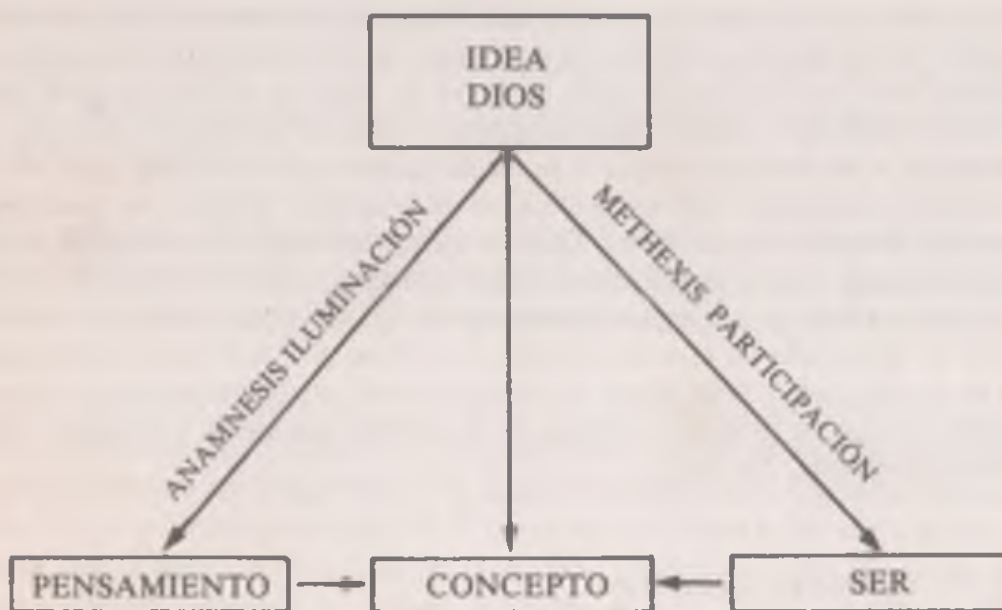 IDEA
DIOS
ANAMNESIS ILUMINACIÓN
METHEXIS PARTICIPACIÓN
PENSAMIENTO
CONCEPTO
SER